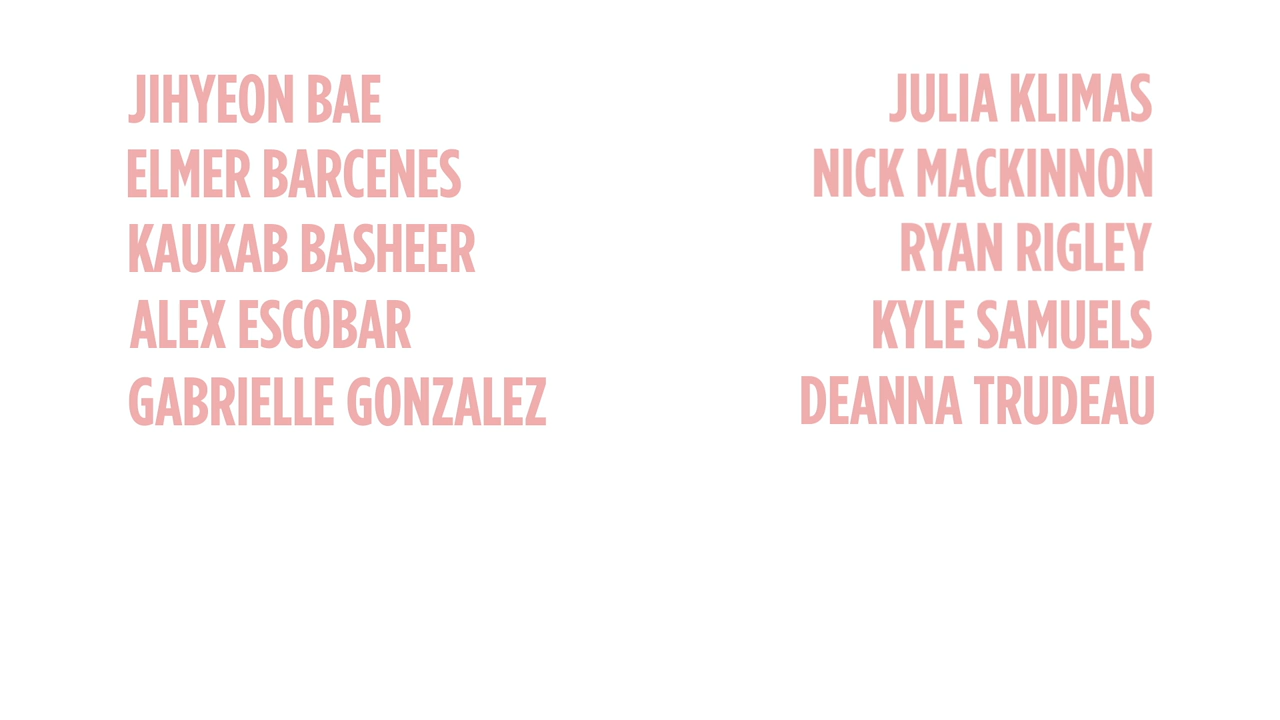 JIHYEON BAE
ELMER BARCENES
KAUKAB BASHEER
ALEX ESCOBAR
GABRIELLE GONZALEZ
JULIA KLIMAS
NICK MACKINNON
RYAN RIGLEY
KYLE SAMUELS
DEANNA TRUDEAU